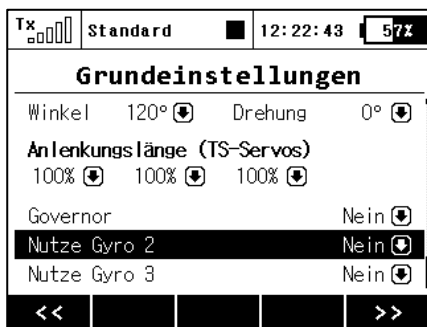 Tx Standard 12:22:43 57%
Grundeinstellungen
Winkel 120° Drehung 0°
Anlenkungslänge (TS-Servos)
100% 100% 100%
Governor Nein
Nutze Gyro 2 Nein
Nutze Gyro 3 Nein
<< >>